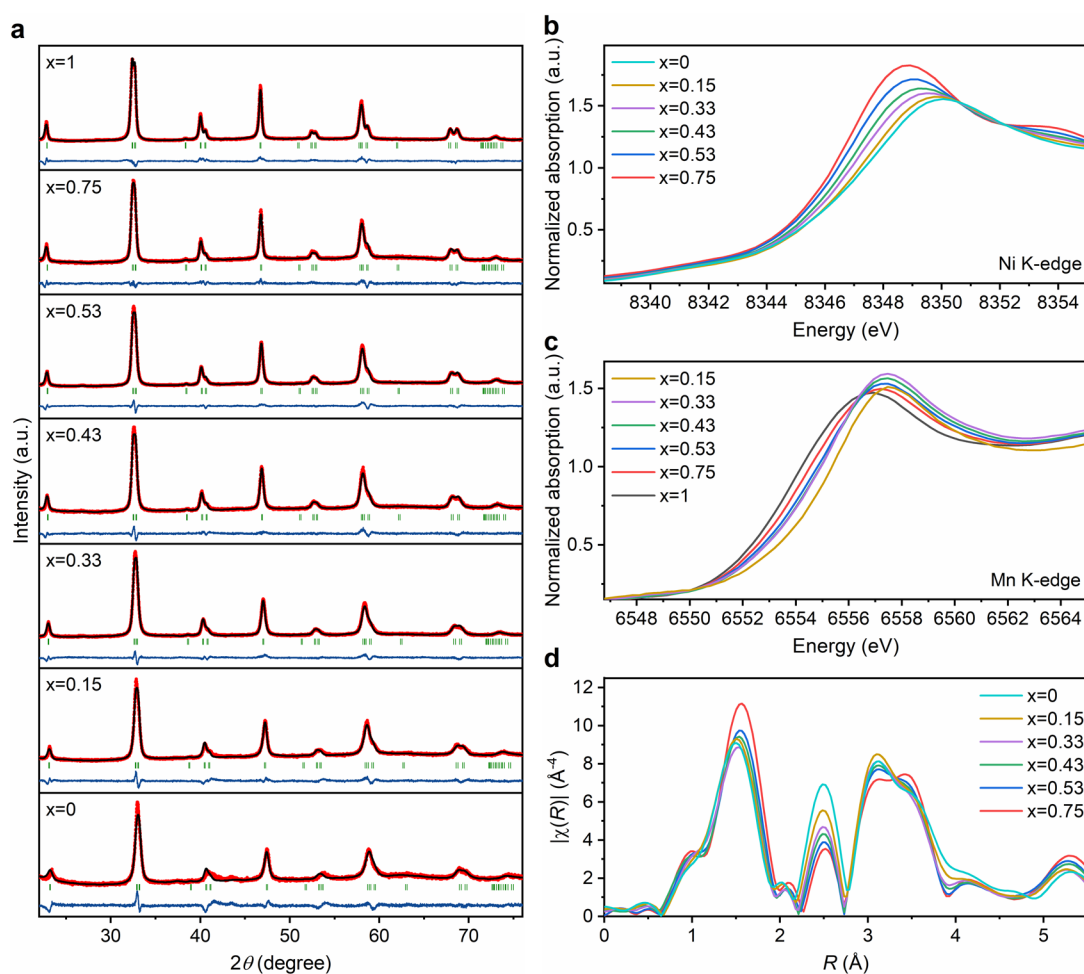 a
x=1
x=0.75
x=0.53
x=0.43
x=0.33
x=0.15
x=0
Intensity (a.u.)
30 40 50 60 70
2θ (degree)
b
x=0
x=0.15
x=0.33
x=0.43
x=0.53
x=0.75
Normalized absorption (a.u.)
1.5
1.0
0.5
Ni K-edge
8340 8342 8344 8346 8348 8350 8352 8354
Energy (eV)
c
x=0.15
x=0.33
x=0.43
x=0.53
x=0.75
x=1
Normalized absorption (a.u.)
1.5
1.0
0.5
Mn K-edge
6548 6550 6552 6554 6556 6558 6560 6562 6564
Energy (eV)
d
x=0
x=0.15
x=0.33
x=0.43
x=0.53
x=0.75
|χ(R)| (Å-4)
12
10
8
6
4
2
0
0 1 2 3 4 5
R (Å)